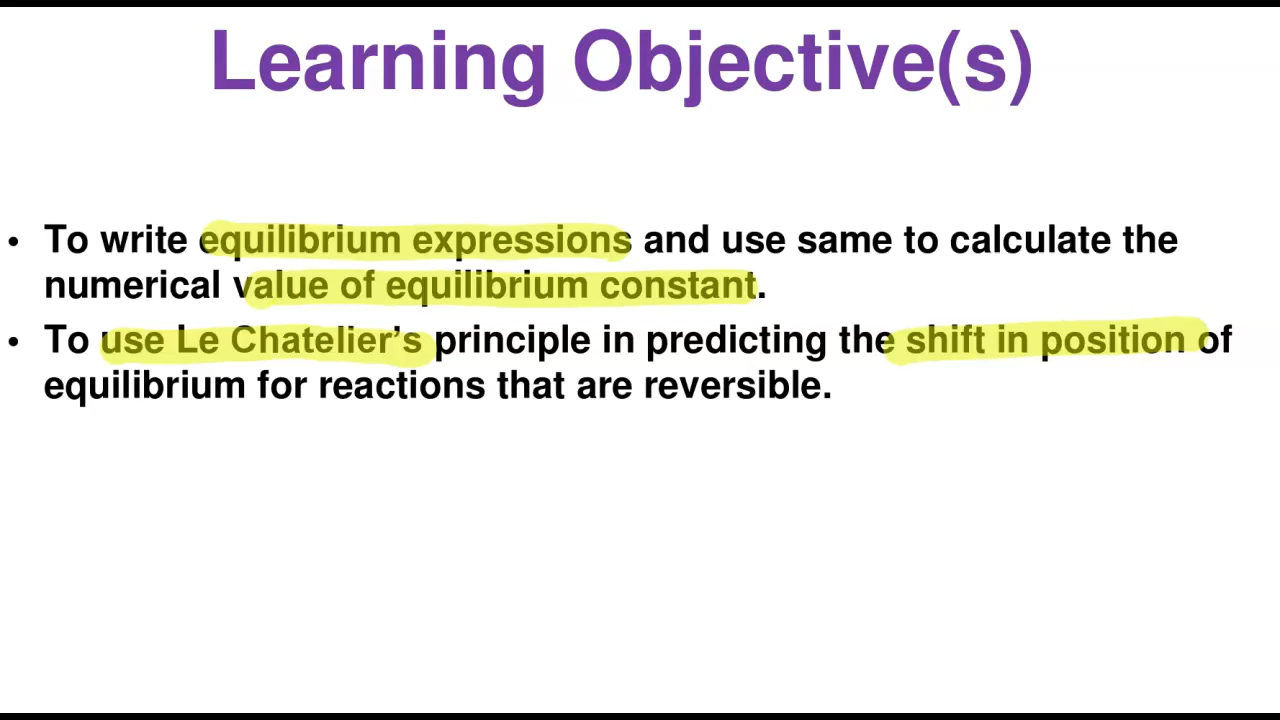 Learning Objective(s)
• To write equilibrium expressions and use same to calculate the
numerical value of equilibrium constant.
• To use Le Chatelier’s principle in predicting the shift in position of
equilibrium for reactions that are reversible.